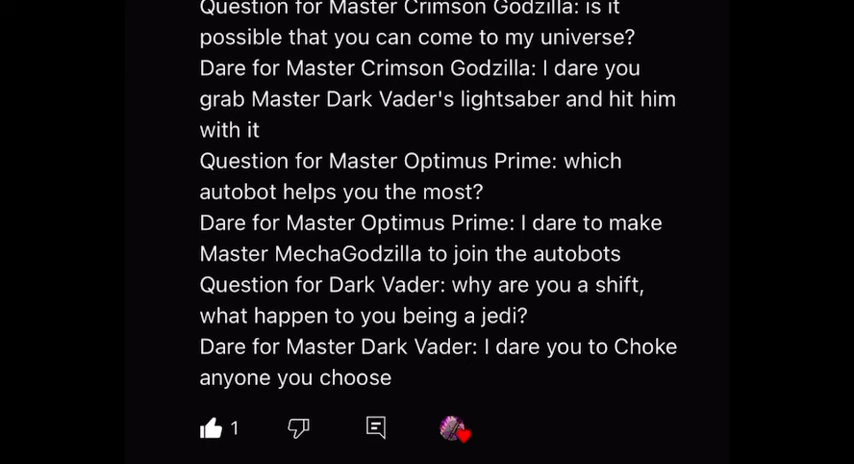 Question for Master Crimson Godzilla: is it
possible that you can come to my universe?
Dare for Master Crimson Godzilla: I dare you
grab Master Dark Vader's lightsaber and hit him
with it
Question for Master Optimus Prime: which
autobot helps you the most?
Dare for Master Optimus Prime: I dare to make
Master MechaGodzilla to join the autobots
Question for Dark Vader: why are you a shift,
what happen to you being a jedi?
Dare for Master Dark Vader: I dare you to Choke
anyone you choose
1